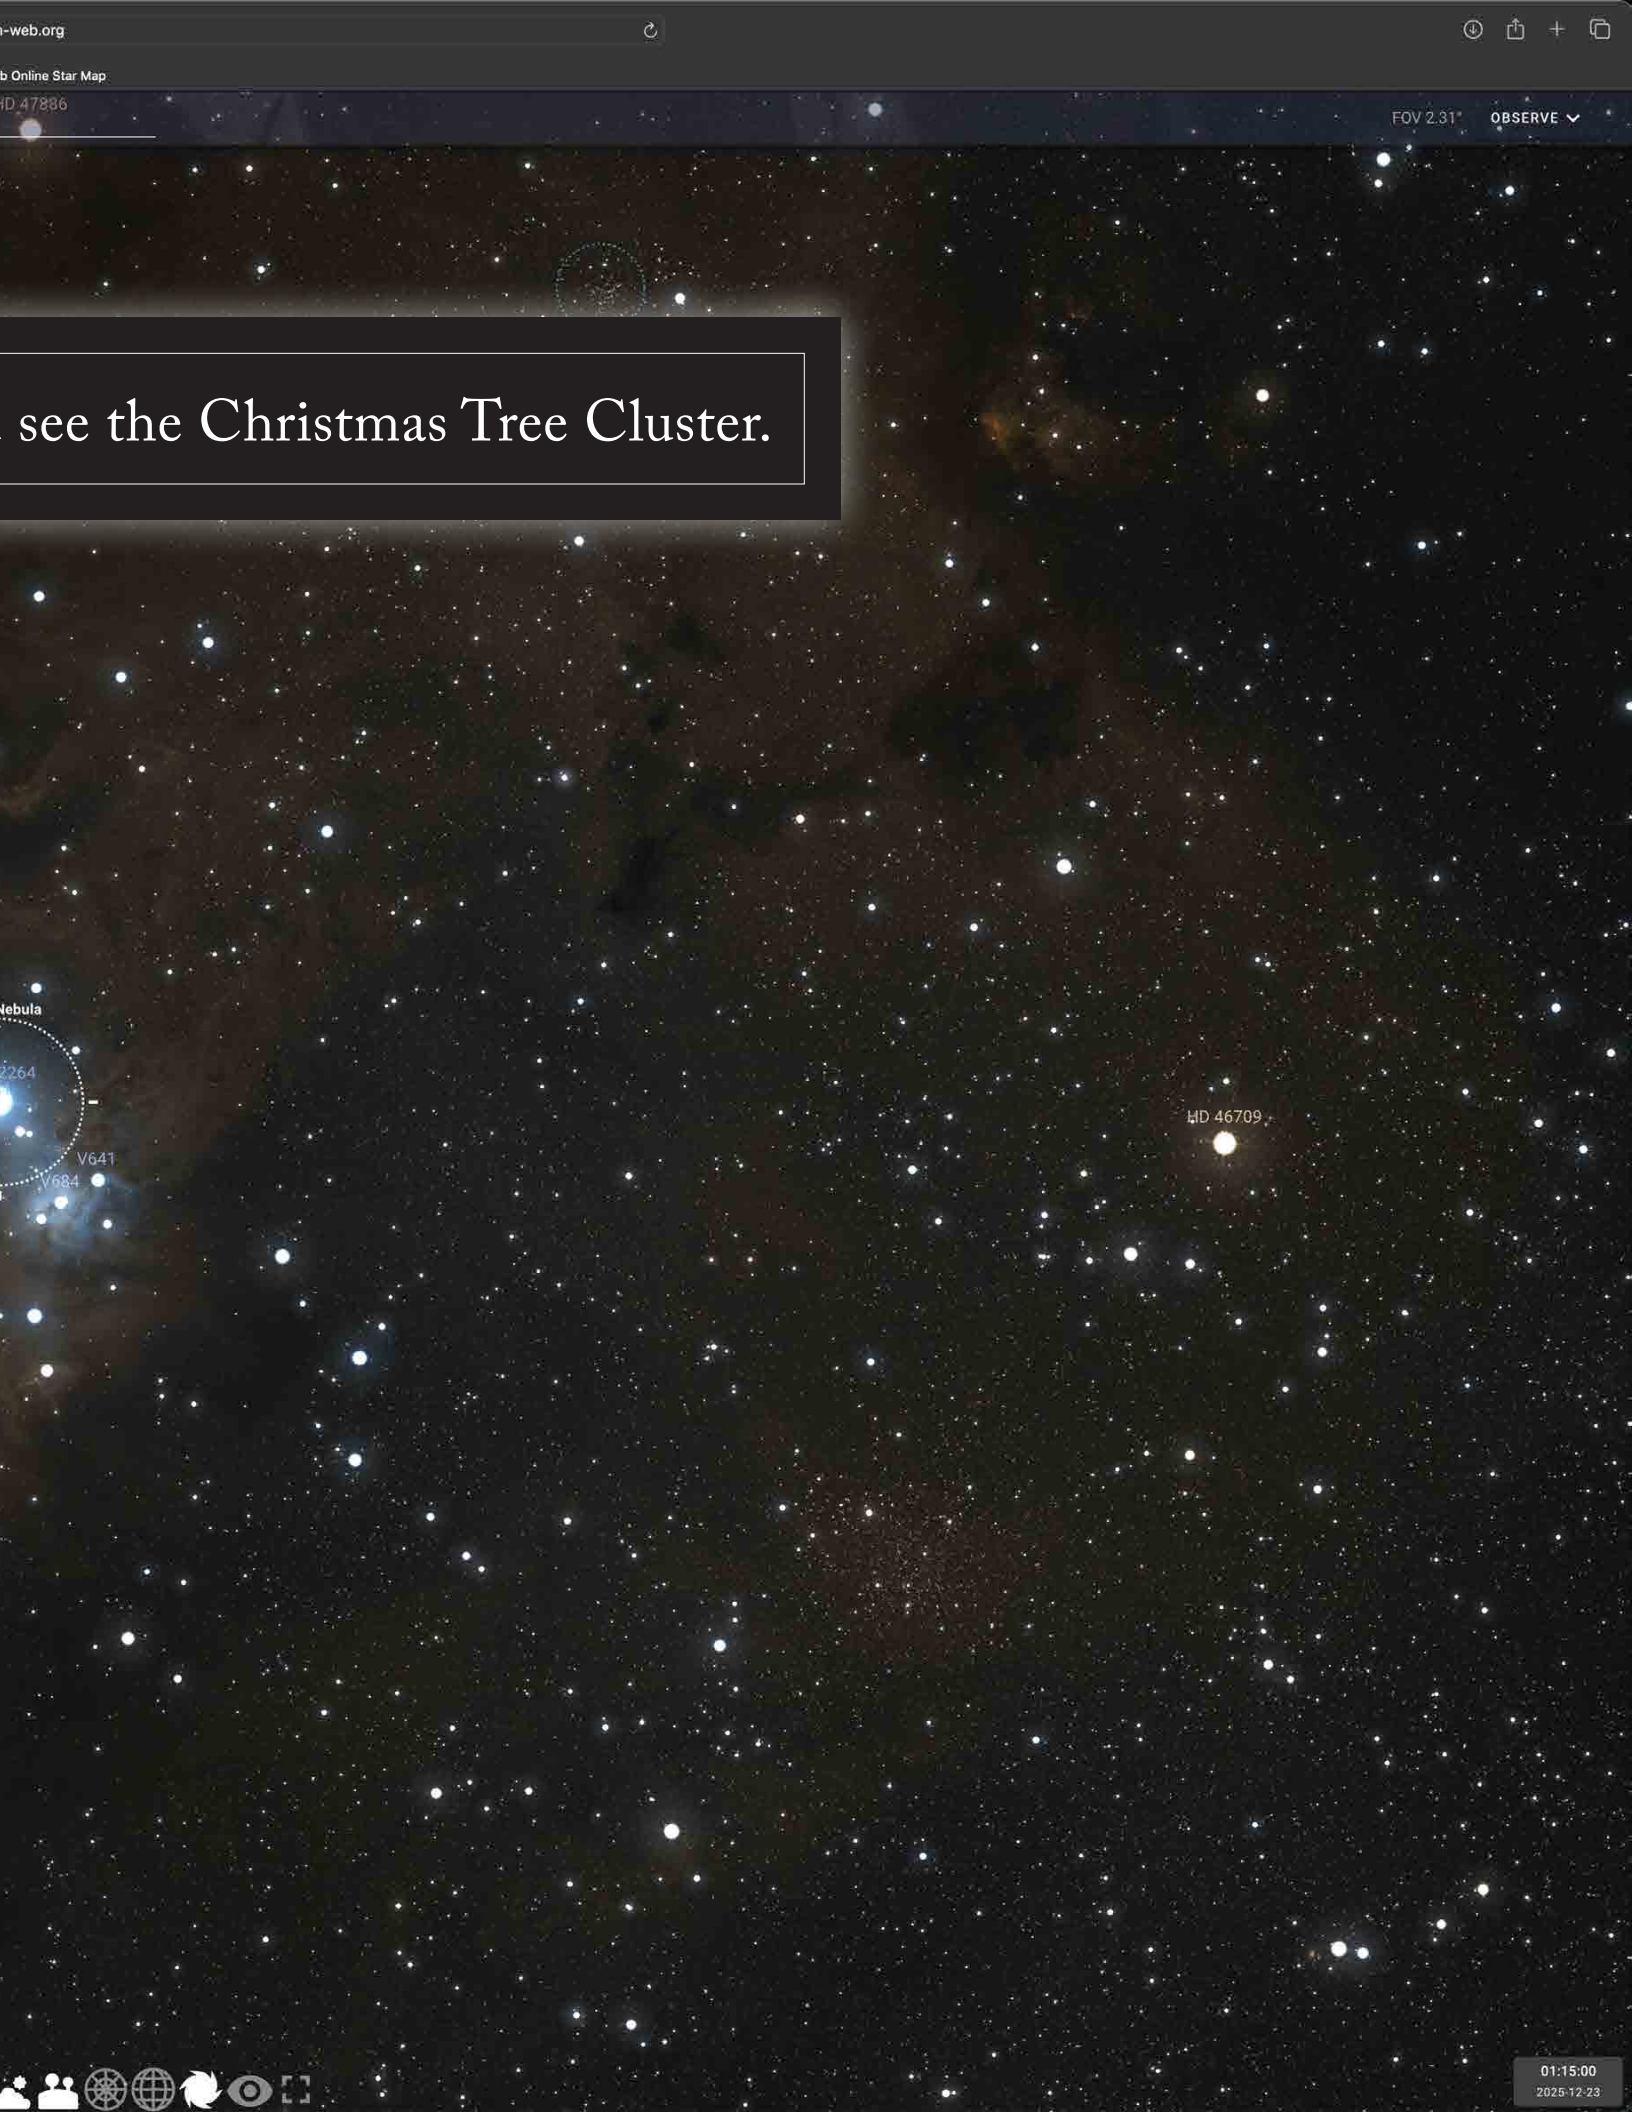 -web.org
b Online Star Map
HD 47886
FOV 2.31°
OBSERVE
see the Christmas Tree Cluster.
Nebula
2264
V641
V684
HD 46709
01:15:00
2025-12-23